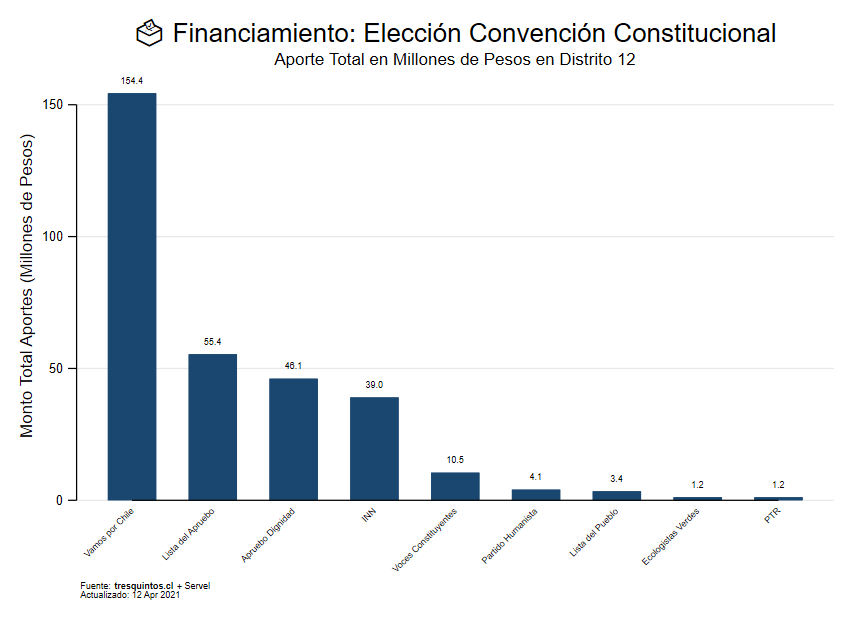 Financiamiento: Elección Convención Constitucional
Aporte Total en Millones de Pesos en Distrito 12
Monto Total Aportes (Millones de Pesos)
150
100
50
0
154.4
55.4
46.1
39.0
10.5
4.1
3.4
1.2
1.2
Vamos por Chile
Lista del Apruebo
Apruebo Dignidad
INN
Voces Constituyentes
Partido Humanista
Lista del Pueblo
Ecologistas Verdes
PTR
Fuente: tresquintos.cl + Servel
Actualizado: 12 Apr 2021